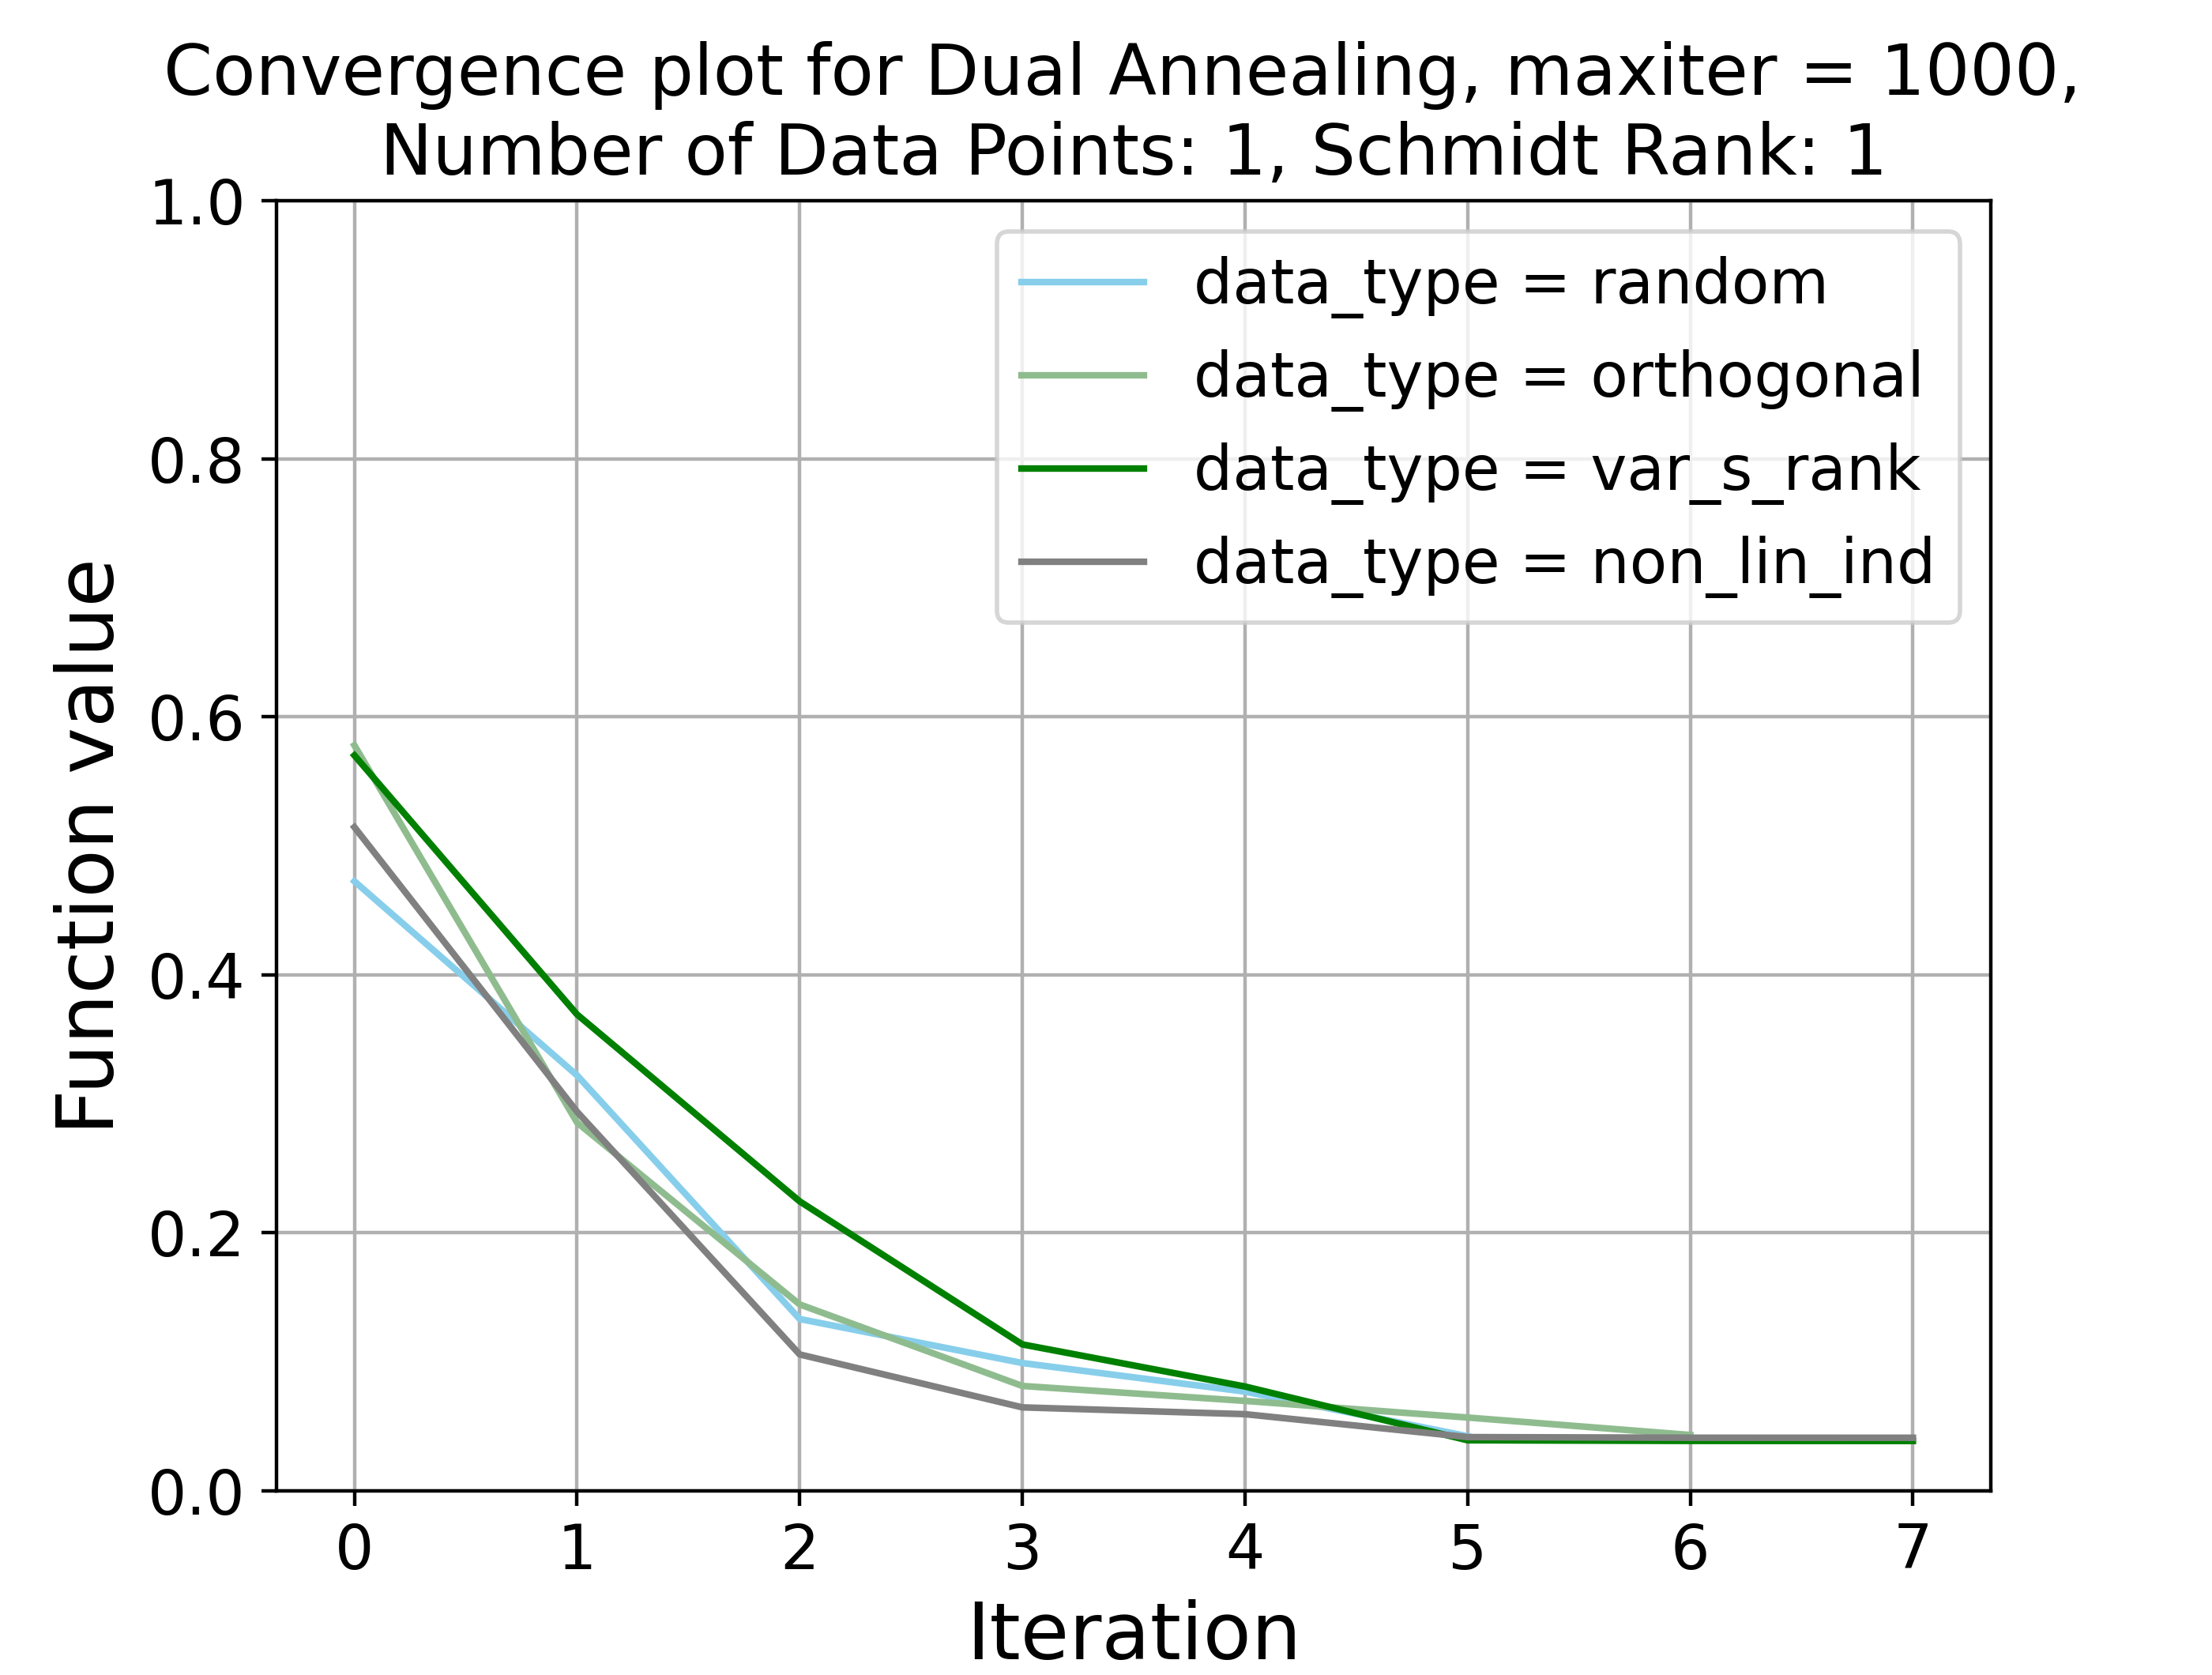 Convergence plot for Dual Annealing, maxiter = 1000,
Number of Data Points: 1, Schmidt Rank: 1
1.0
0.8
0.6
0.4
0.2
0.0
Function value
data_type = random
data_type = orthogonal
data_type = var_s_rank
data_type = non_lin_ind
0 1 2 3 4 5 6 7
Iteration